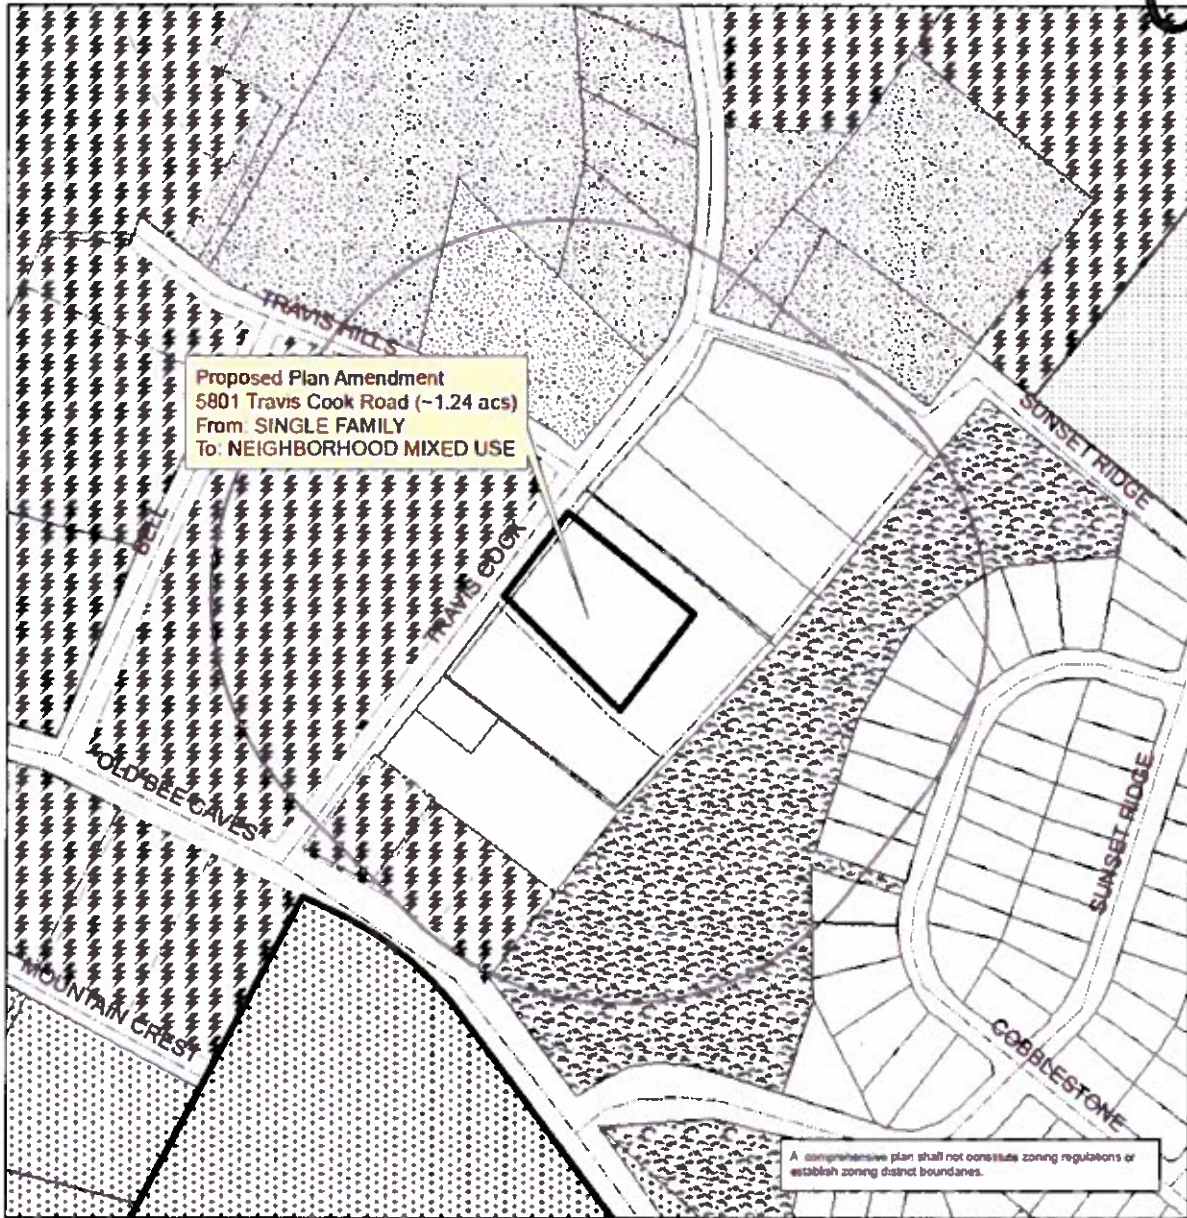 TRAVIS HILLS
Proposed Plan Amendment
5801 Travis Cook Road (~1.24 acs)
From: SINGLE FAMILY
To: NEIGHBORHOOD MIXED USE
SUNSET RIDGE
BELL
TRAVIS COOK
OLD BEE CAVES
SUNSET RIDGE
MOUNTAIN CREST
COBBLESTONE
A comprehensive plan shall not constitute zoning regulations or
establish zoning district boundaries.